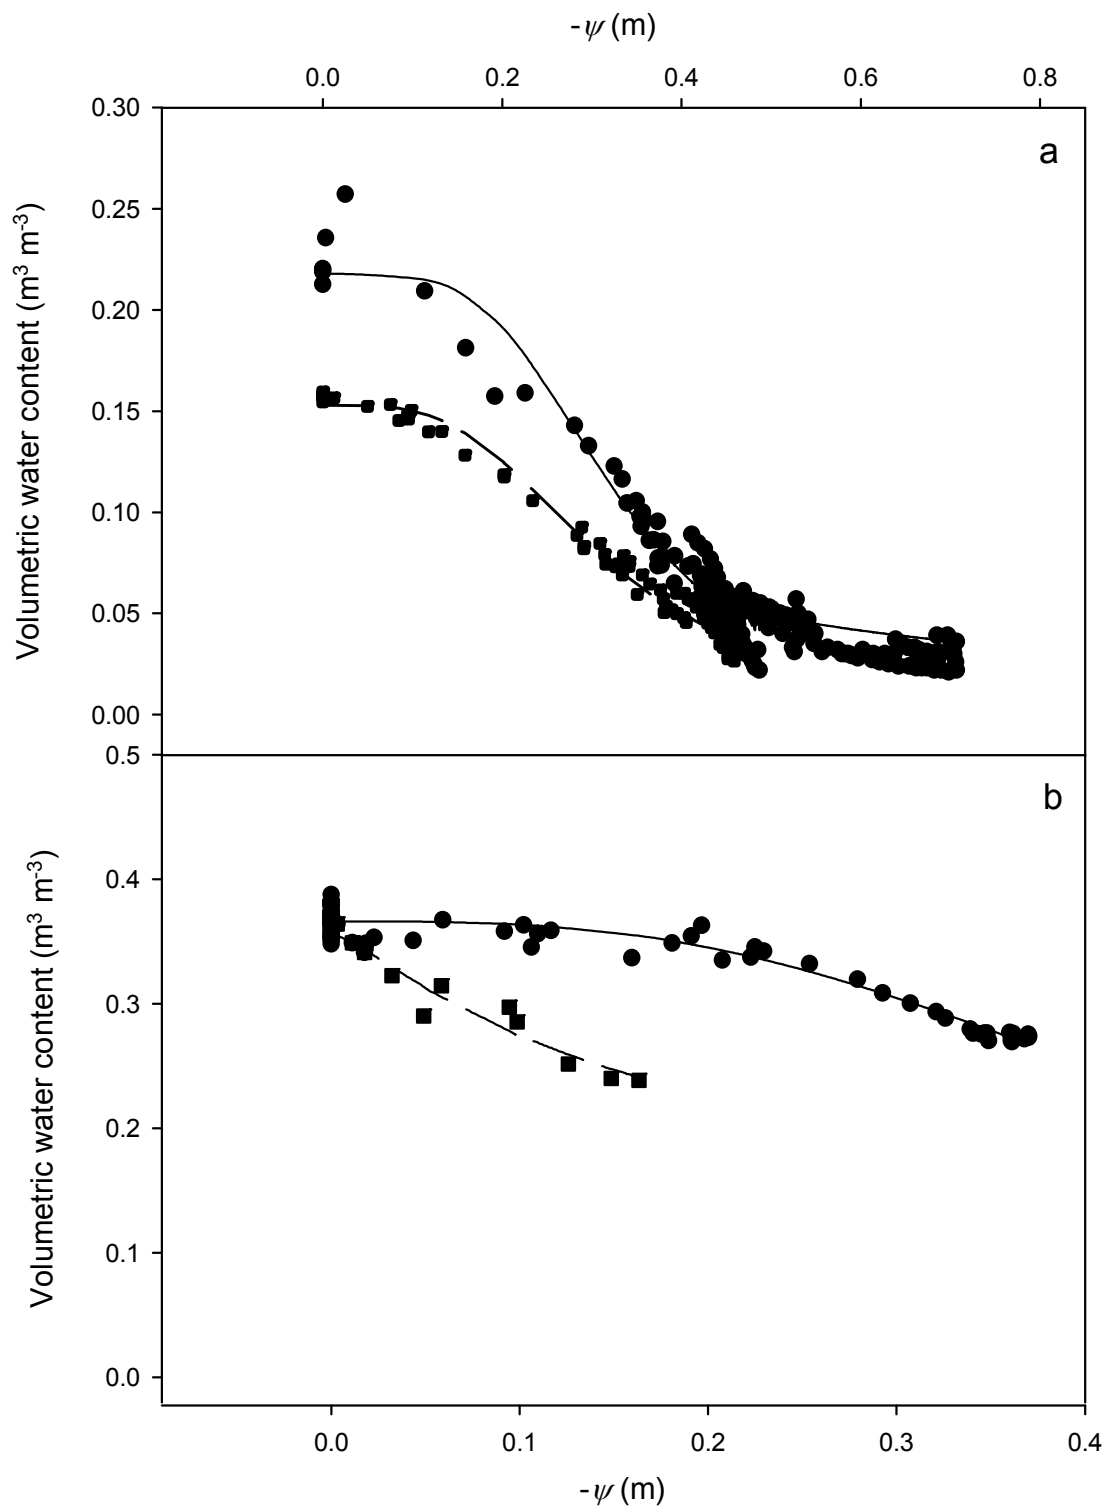 -ψ (m)
0.0 0.2 0.4 0.6 0.8
0.30
a
0.25
0.20
0.15
0.10
0.05
0.00
Volumetric water content (m³ m⁻³)
0.5
b
0.4
0.3
0.2
0.1
0.0
Volumetric water content (m³ m⁻³)
0.0 0.1 0.2 0.3 0.4
-ψ (m)